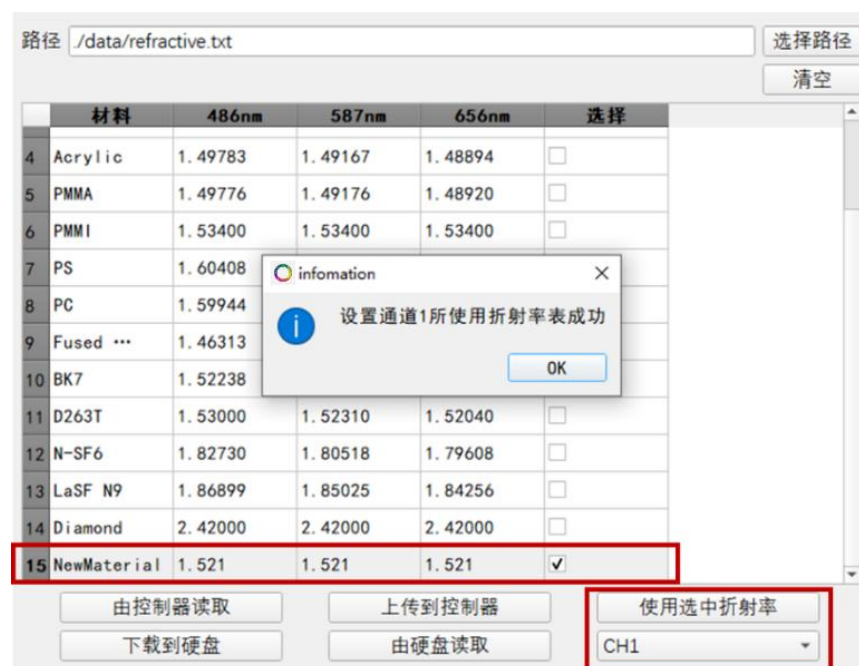 路径 ./data/refractive.txt 选择路径
清空
材料 486nm 587nm 656nm 选择
4 Acrylic 1.49783 1.49167 1.48894
5 PMMA 1.49776 1.49176 1.48920
6 PMMI 1.53400 1.53400 1.53400
7 PS 1.60408
infomation
8 PC 1.59944
设置通道1所使用折射率表成功
9 Fused ··· 1.46313
OK
10 BK7 1.52238
11 D263T 1.53000 1.52310 1.52040
12 N-SF6 1.82730 1.80518 1.79608
13 LaSF N9 1.86899 1.85025 1.84256
14 Diamond 2.42000 2.42000 2.42000
15 NewMaterial 1.521 1.521 1.521
由控制器读取 上传到控制器 使用选中折射率
下载到硬盘 由硬盘读取 CH1